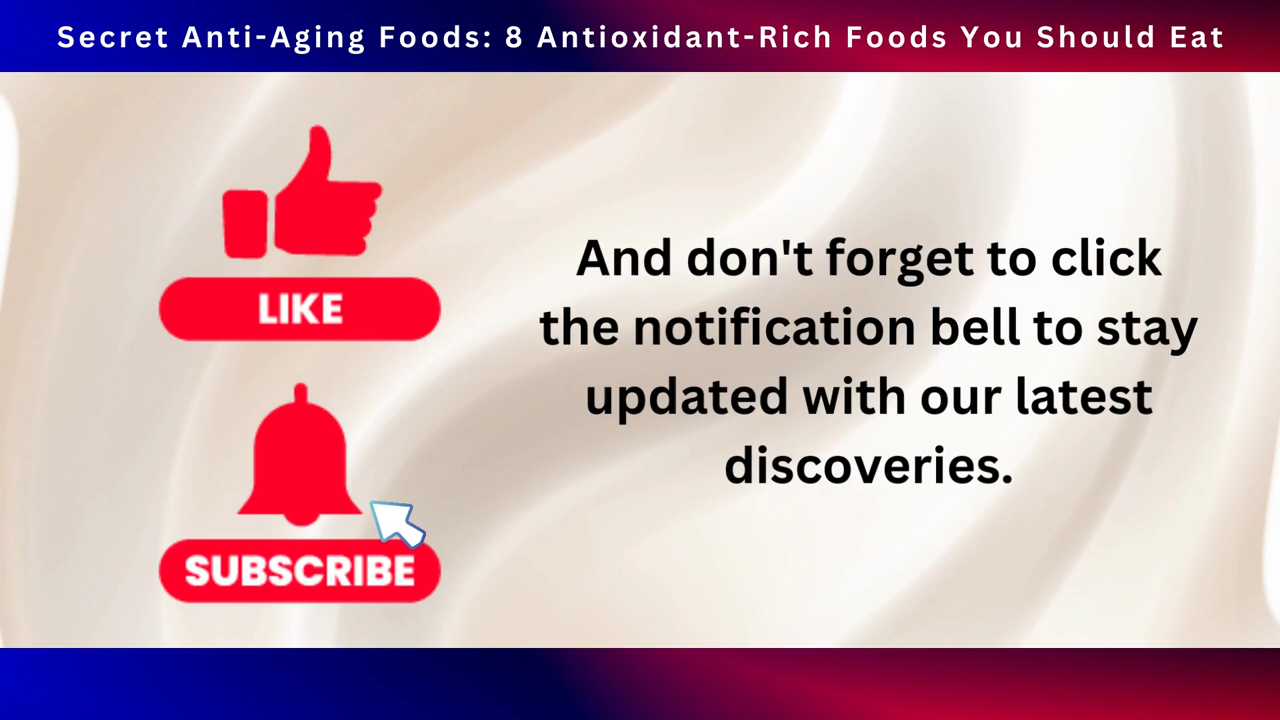 Secret Anti-Aging Foods: 8 Antioxidant-Rich Foods You Should Eat
LIKE
SUBSCRIBE
And don't forget to click
the notification bell to stay
updated with our latest
discoveries.